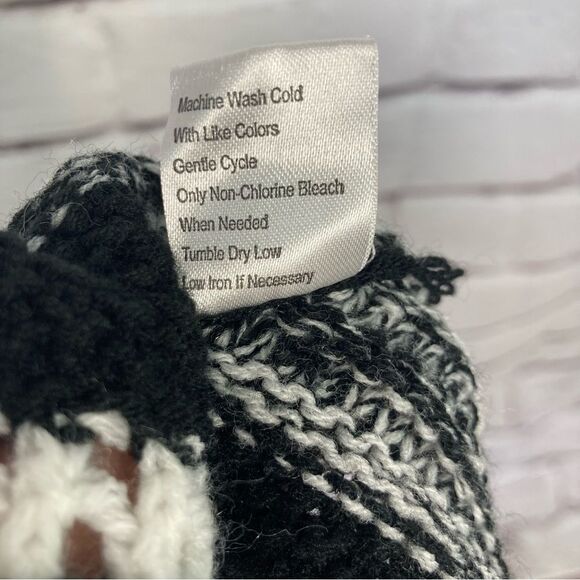 Machine Wash Cold
With Like Colors
Gentle Cycle
Only Non-Chlorine Bleach
When Needed
Tumble Dry Low
Low Iron If Necessary